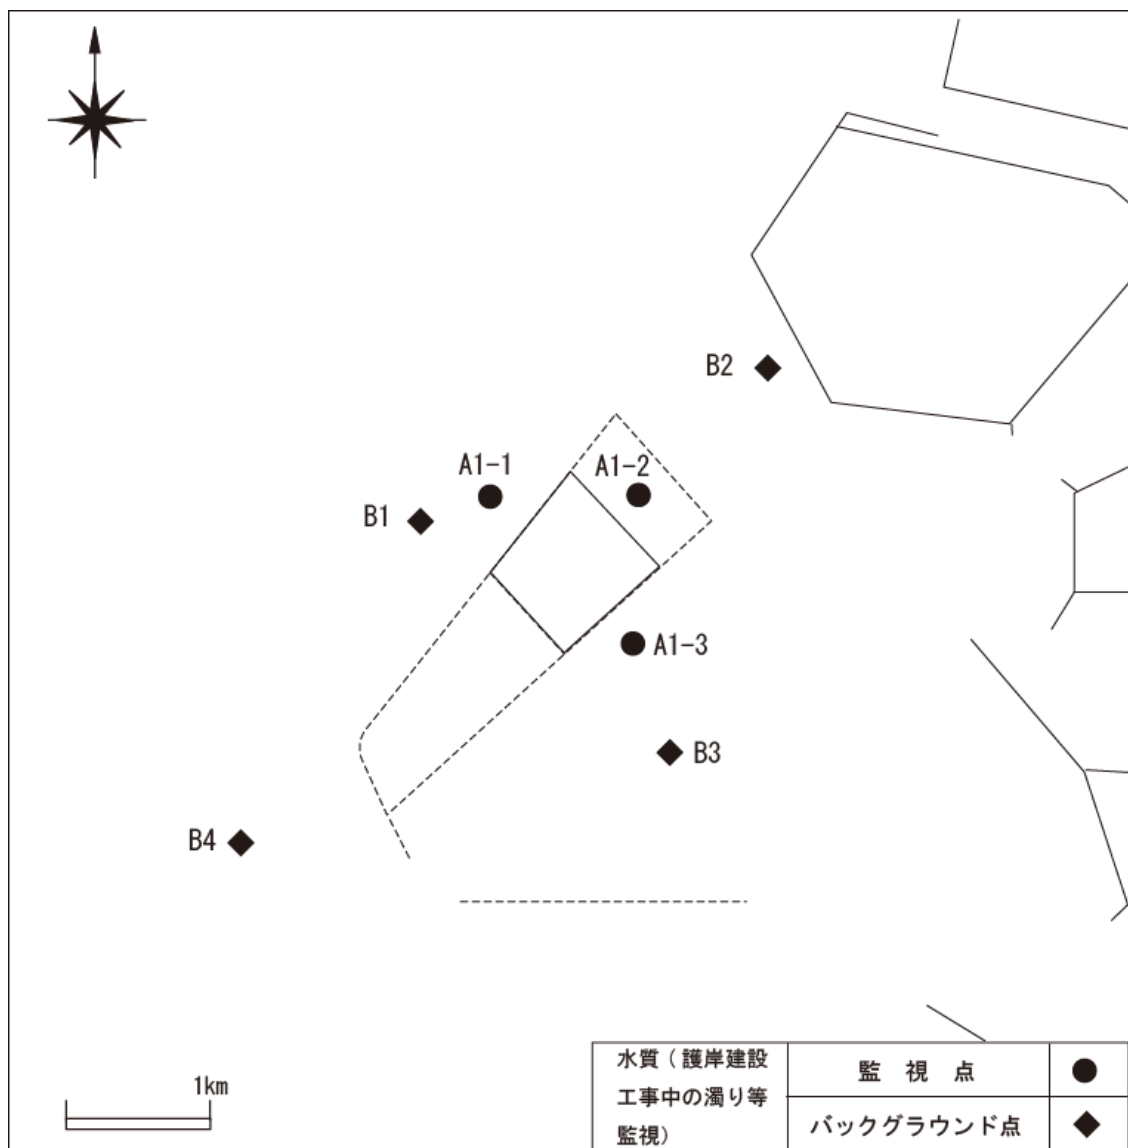 B2
A1-1
A1-2
B1
A1-3
B3
B4
1km
水質(護岸建設
工事中の濁り等
監視)
監 視 点
バックグラウンド点